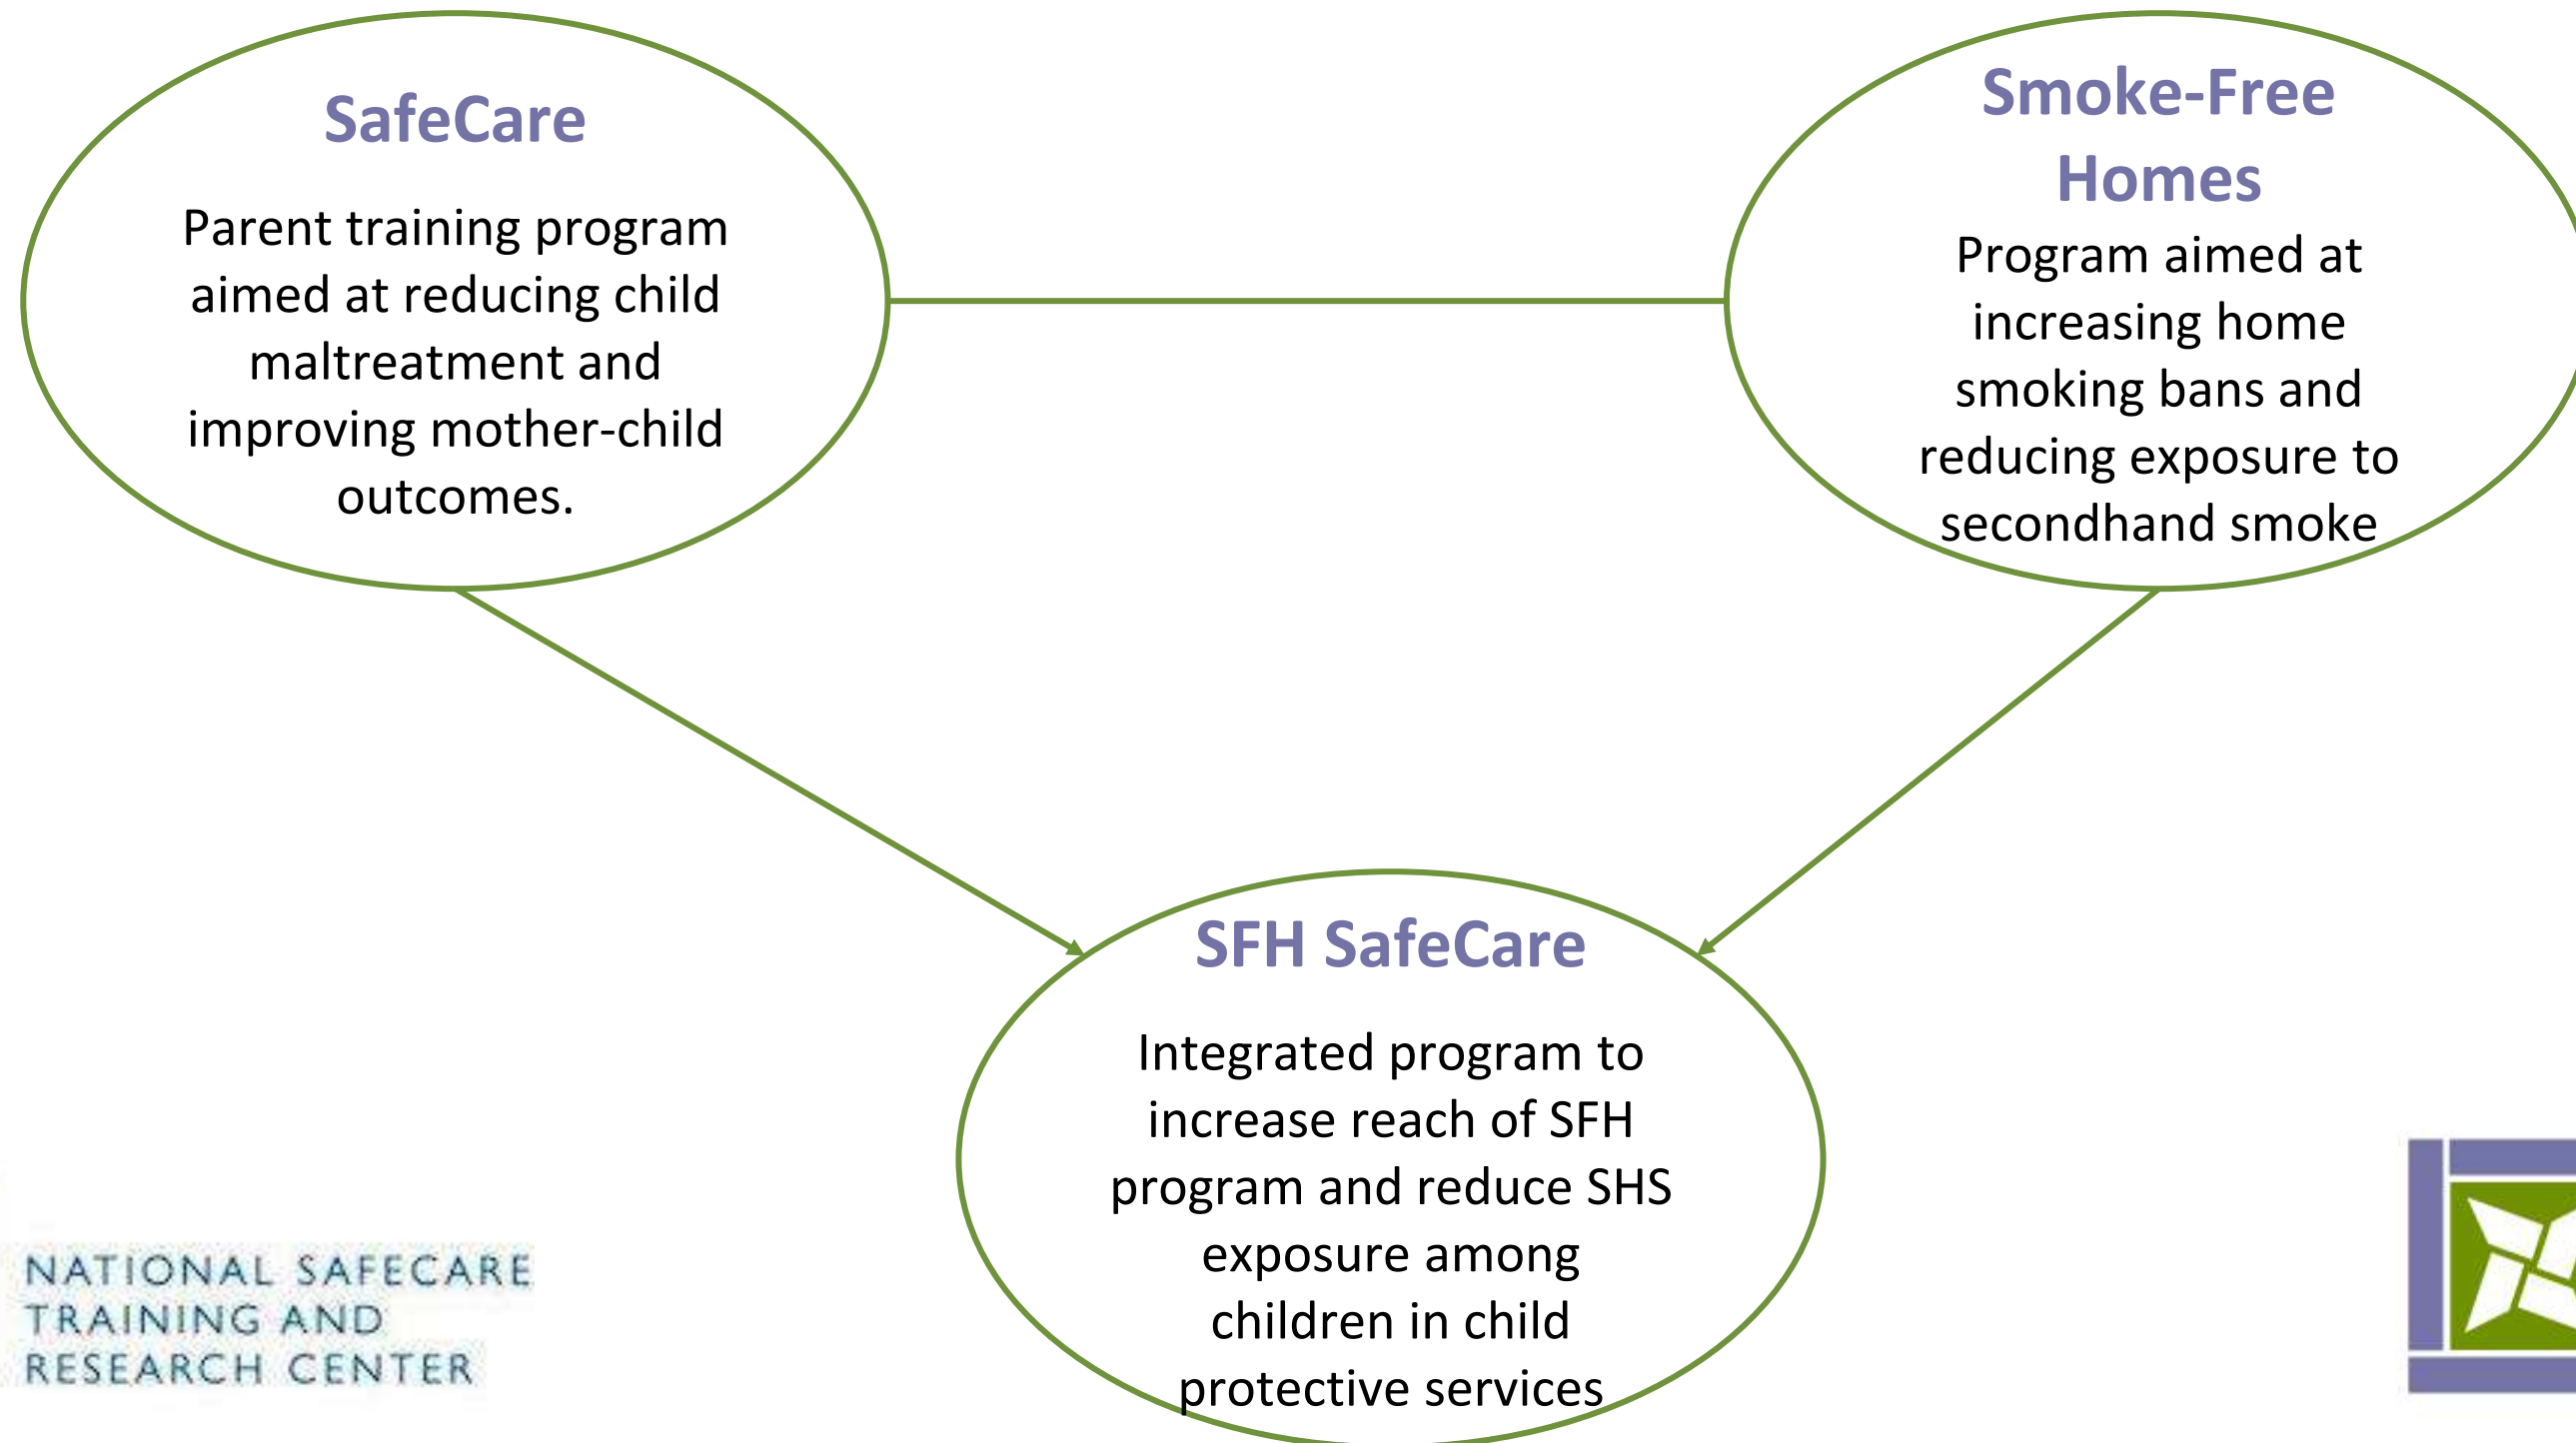 SafeCare
Parent training program
aimed at reducing child
maltreatment and
improving mother-child
outcomes.
Smoke-Free
Homes
Program aimed at
increasing home
smoking bans and
reducing exposure to
secondhand smoke
SFH SafeCare
Integrated program to
increase reach of SFH
program and reduce SHS
exposure among
children in child
protective services
NATIONAL SAFECARE
TRAINING AND
RESEARCH CENTER